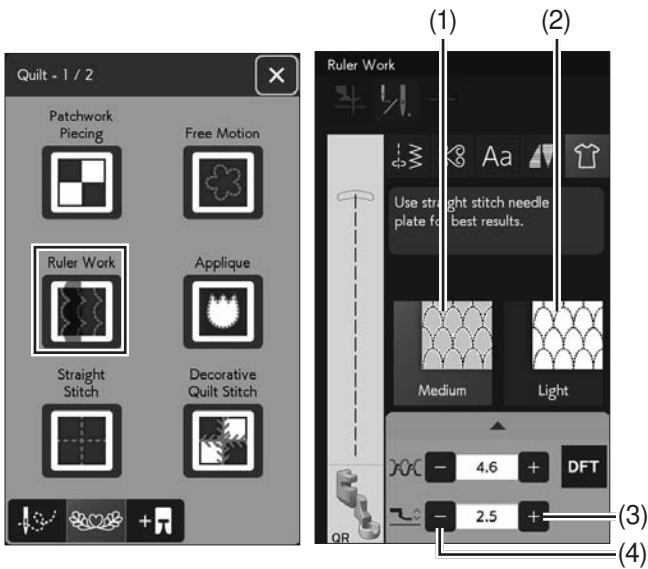 (1)
(2)
Quilt - 1 / 2
Patchwork
Piecing
Free Motion
Ruler Work
Applique
Straight
Stitch
Decorative
Quilt Stitch
Ruler Work
Aa
Use straight stitch needle
plate for best results.
Medium
Light
4.6
DFT
2.5
QR
(3)
(4)